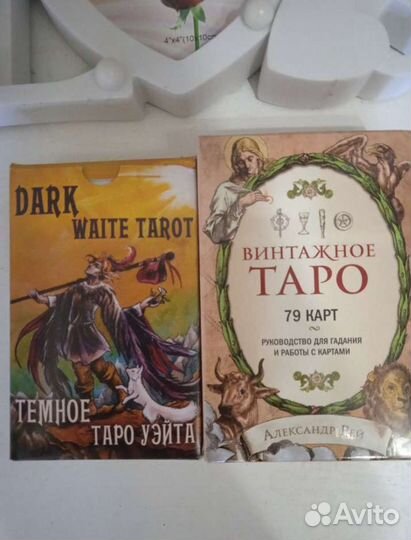 4"x4"(10x10cm)
DARK
WAITE TAROT
ТЕМНОЕ
ТАРО УЭЙТА
ВИНТАЖНОЕ
ТАРО
79 КАРТ
РУКОВОДСТВО ДЛЯ ГАДАНИЯ
И РАБОТЫ С КАРТАМИ
АЛЕКСАНДР РЕЙ
Avito